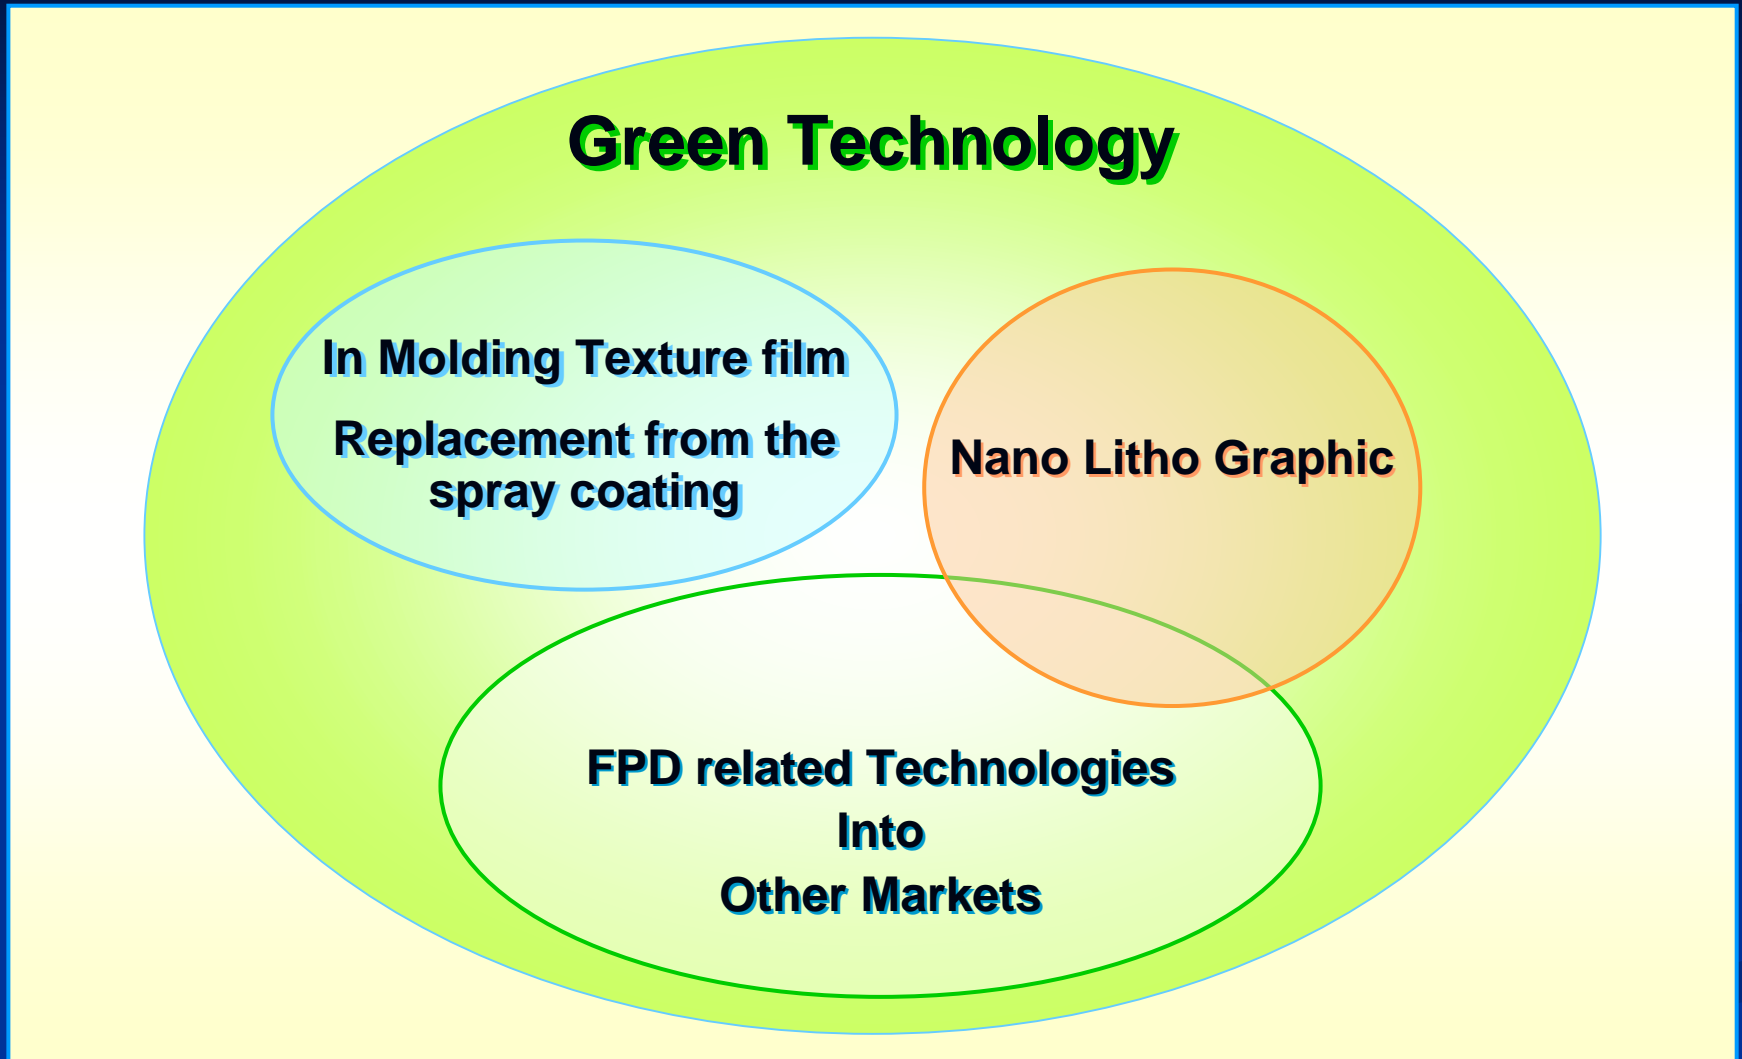 Green Technology
In Molding Texture film
Replacement from the
spray coating
Nano Litho Graphic
FPD related Technologies
Into
Other Markets